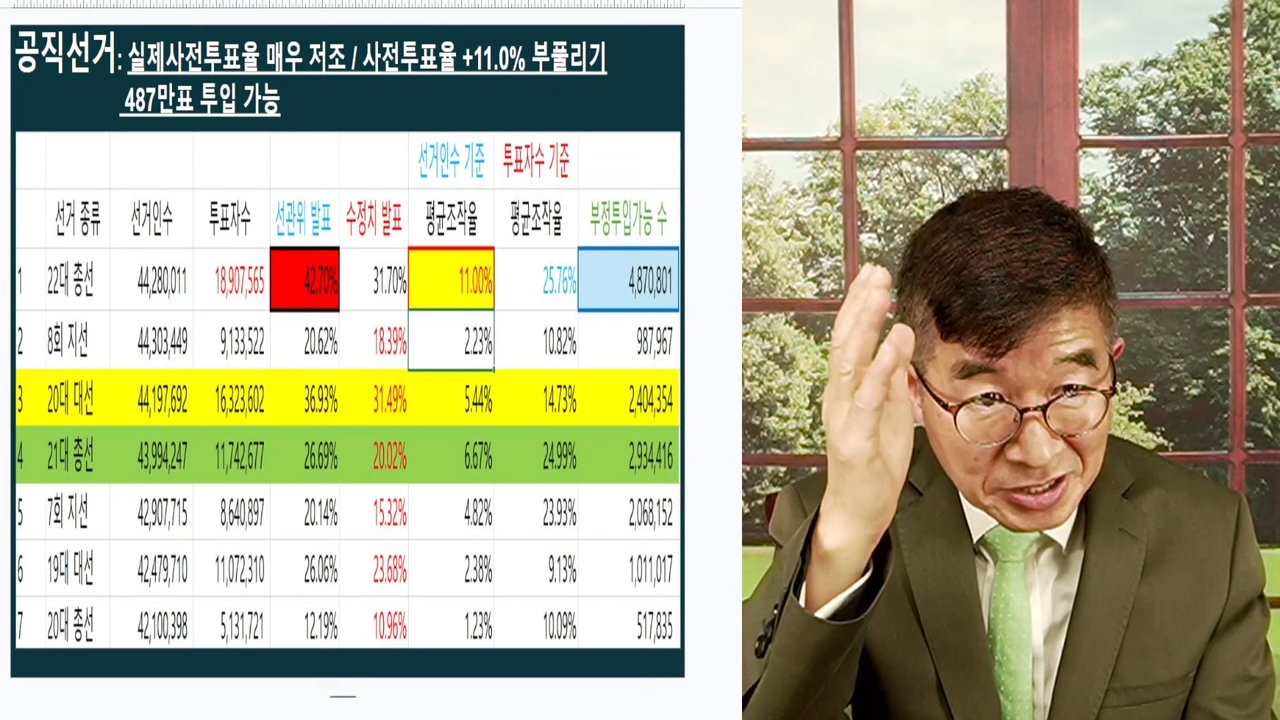 공직선거: 실제사전투표율 매우 저조 / 사전투표율 +11.0% 부풀리기
487만표 투입 가능
선거인수 기준 투표자수 기준
선거 종류 선거인수 투표자수 선관위 발표 수정치 발표 평균조작율 평균조작율 부정투입가능 수
1 22대 총선 44,280,011 18,907,565 42.70% 31.70% 11.00% 25.76% 4,870,801
2 8회 지선 44,303,449 9,133,522 20.62% 18.39% 2.23% 10.82% 987,967
3 20대 대선 44,197,692 16,323,602 36.93% 31.49% 5.44% 14.73% 2,404,354
4 21대 총선 43,994,247 11,742,677 26.69% 20.02% 6.67% 24.99% 2,934,416
5 7회 지선 42,907,715 8,640,897 20.14% 15.32% 4.82% 23.93% 2,068,152
6 19대 대선 42,479,710 11,072,310 26.06% 23.68% 2.38% 9.13% 1,011,017
7 20대 총선 42,100,398 5,131,721 12.19% 10.96% 1.23% 10.09% 517,835